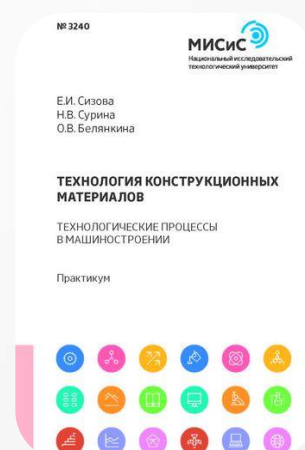 № 3240
МИСиС
Национальный исследовательский
технологический университет
Е.И. Сизова
Н.В. Сурина
О.В. Белянкина
ТЕХНОЛОГИЯ КОНСТРУКЦИОННЫХ
МАТЕРИАЛОВ
ТЕХНОЛОГИЧЕСКИЕ ПРОЦЕССЫ
В МАШИНОСТРОЕНИИ
Практикум